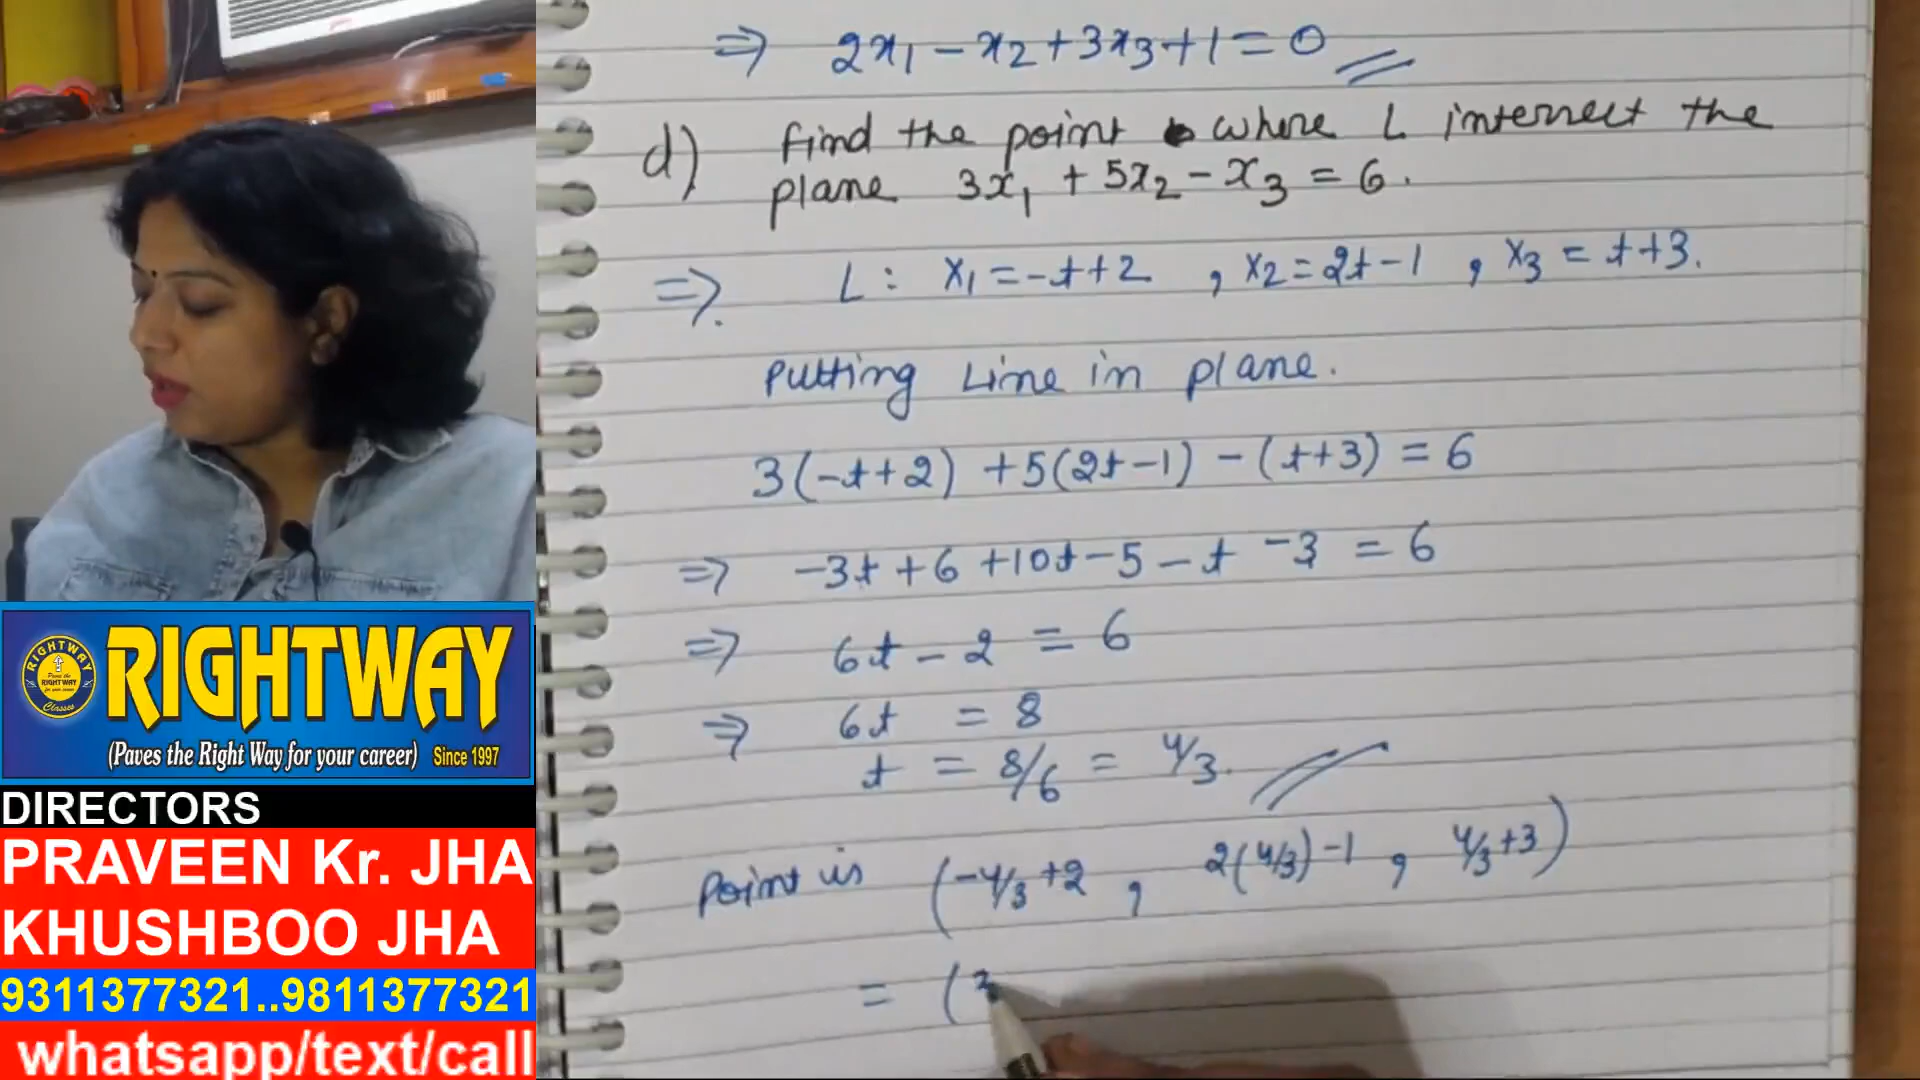 ⇒ 2x₁ - x₂ + 3x₃ + 1 = 0
d) Find the point where L intersect the
plane 3x₁ + 5x₂ - x₃ = 6.
⇒. L : x₁ = -t+2 , x₂ = 2t-1 , x₃ = t+3.
Putting Line in plane.
3(-t+2) +5(2t-1) -(t+3) = 6
⇒ -3t+6 +10t-5 -t -3 = 6
⇒ 6t - 2 = 6
⇒ 6t = 8
t = 8/6 = 4/3.
Point is (-4/3+2 , 2(4/3)-1 , 4/3+3)
= (2
RIGHTWAY
RIGHTWAY
Classes
(Paves the Right Way for your career) Since 1997
DIRECTORS
PRAVEEN Kr. JHA
KHUSHBOO JHA
9311377321..9811377321
whatsapp/text/call